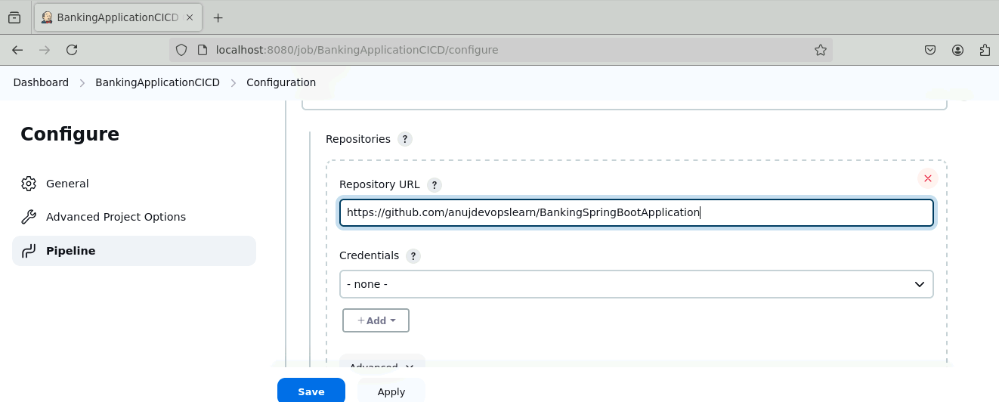 BankingApplicationCICD
localhost:8080/job/BankingApplicationCICD/configure
Dashboard BankingApplicationCICD Configuration
Configure
General
Advanced Project Options
Pipeline
Repositories ?
Repository URL ?
https://github.com/anujdevopslearn/BankingSpringBootApplication
Credentials ?
- none -
+ Add
Advanced
Save Apply